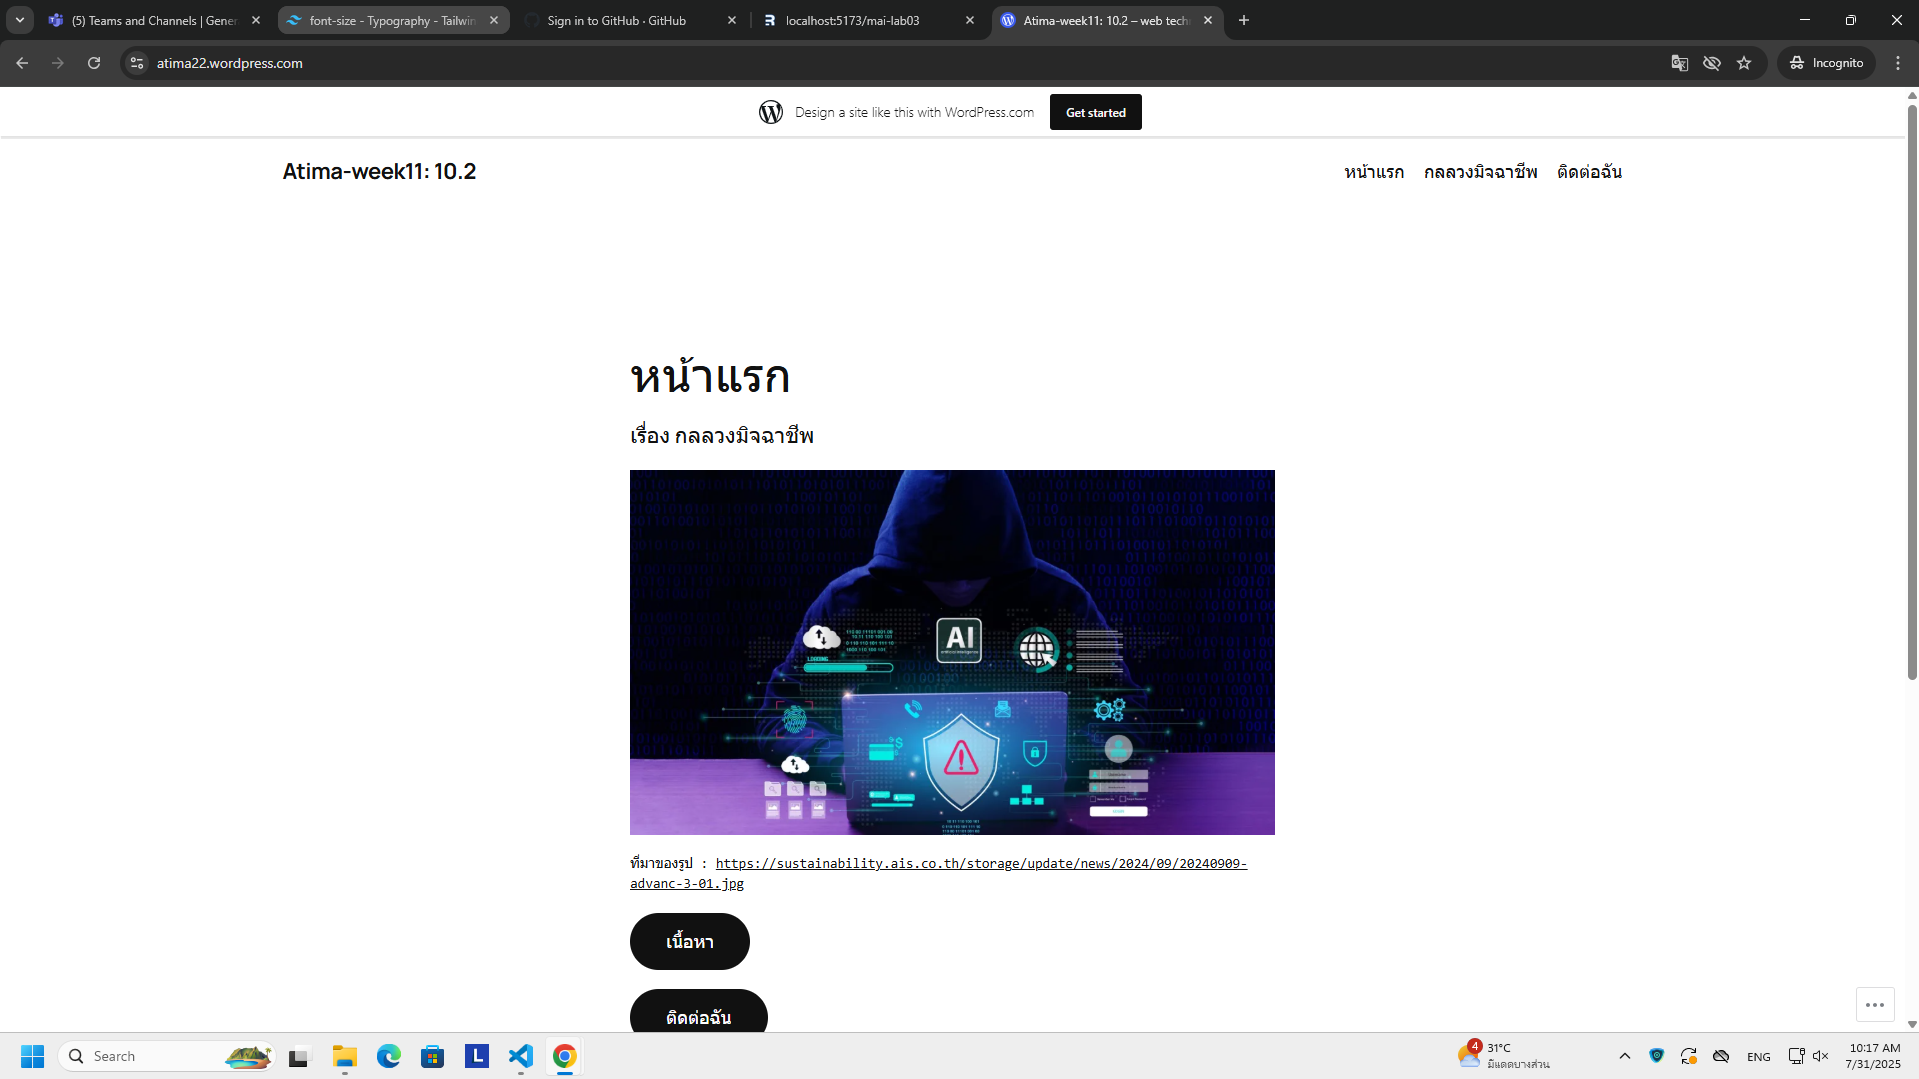 (5) Teams and Channels | Gener
font-size - Typography - Tailwin
Sign in to GitHub · GitHub
localhost:5173/mai-lab03
Atima-week11: 10.2 – web techn
atima22.wordpress.com
Incognito
Design a site like this with WordPress.com
Get started
Atima-week11: 10.2
หน้าแรก
กลลวงมิจฉาชีพ
ติดต่อฉัน
หน้าแรก
เรื่อง กลลวงมิจฉาชีพ
AI
LOADING
ที่มาของรูป : https://sustainability.ais.co.th/storage/update/news/2024/09/20240909-
advanc-3-01.jpg
เนื้อหา
ติดต่อฉัน
Search
4
31°C
มีแดดบางส่วน
ENG
10:17 AM
7/31/2025